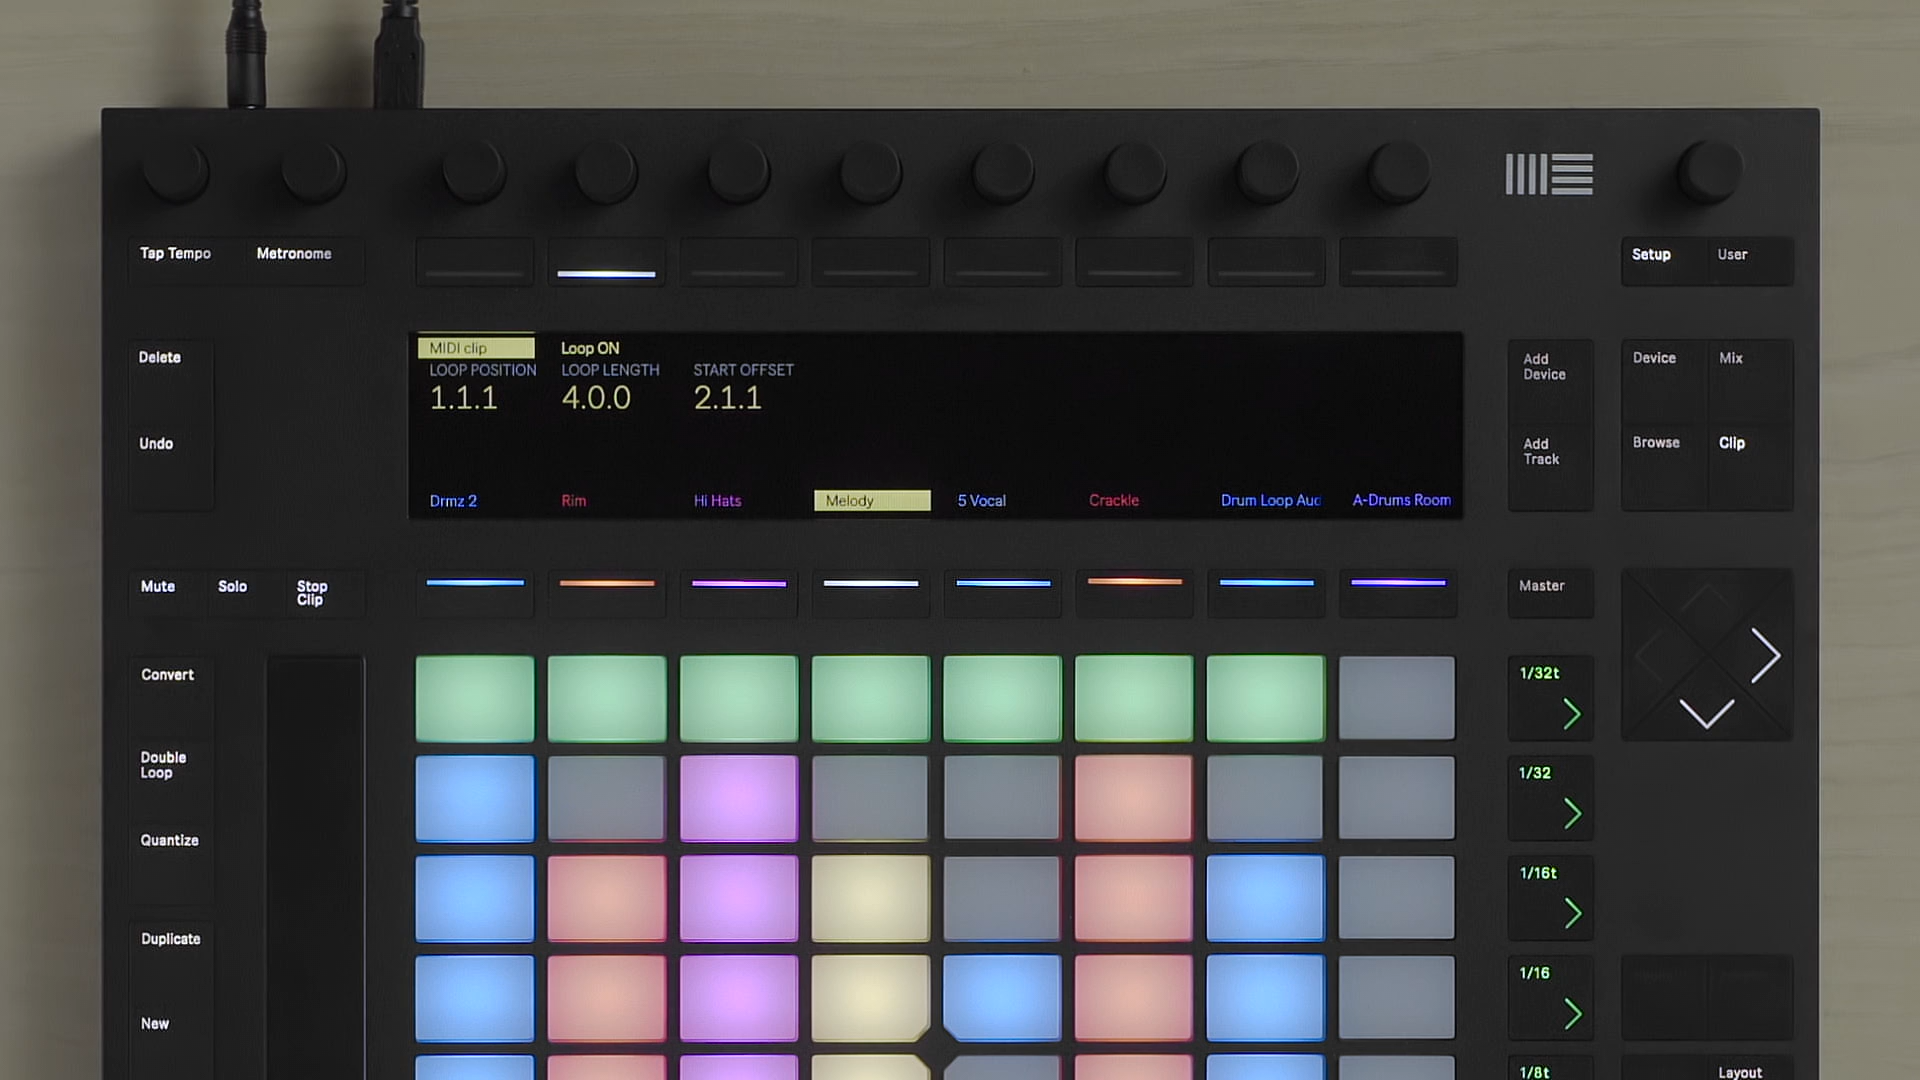 Tap Tempo
Metronome
Setup
User
Delete
Undo
MIDI clip
Loop ON
LOOP POSITION
LOOP LENGTH
START OFFSET
1.1.1
4.0.0
2.1.1
Drmz 2
Rim
Hi Hats
Melody
5 Vocal
Crackle
Drum Loop Aud
A-Drums Room
Add
Device
Add
Track
Device
Mix
Browse
Clip
Mute
Solo
Stop
Clip
Master
Convert
Double
Loop
Quantize
Duplicate
New
1/32t
1/32
1/16t
1/16
1/8t
Layout